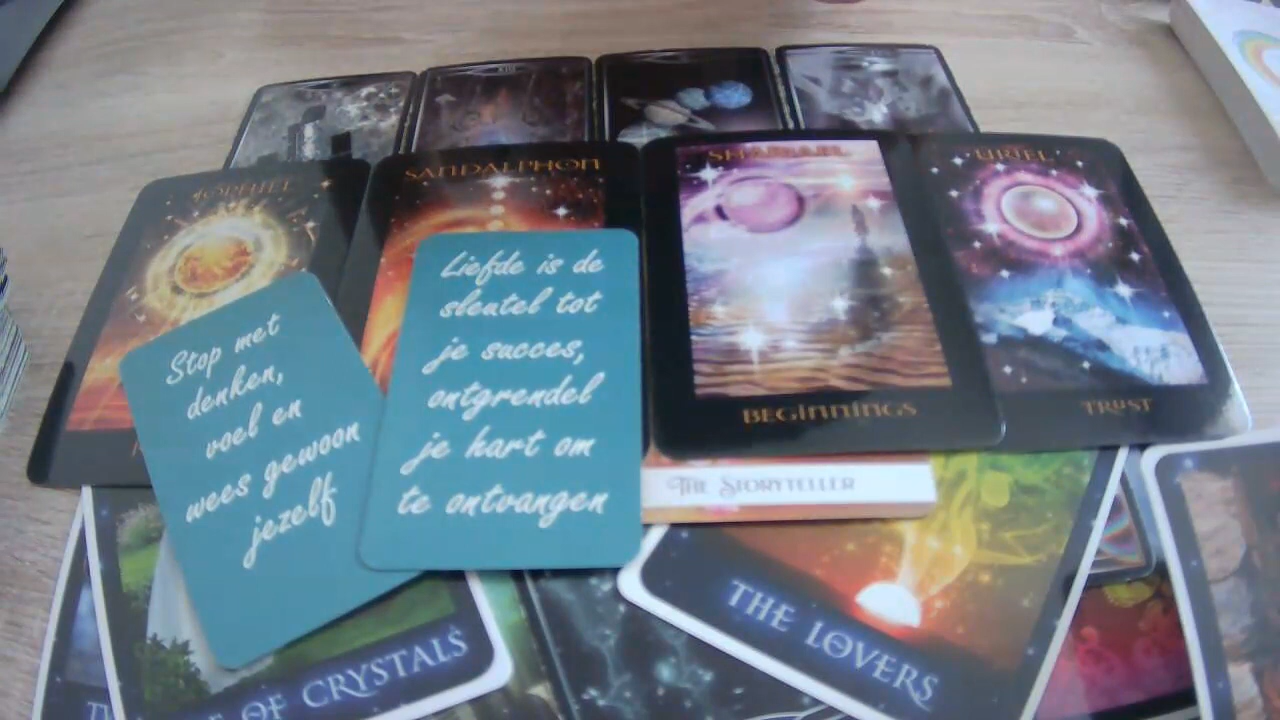 JOPHIEL
SANDALPHON
URIEL
BEGINNINGS
TRUST
Stop met
denken,
voel en
wees gewoon
jezelf
Liefde is de
sleutel tot
je succes,
ontgrendel
je hart om
te ontvangen
THE STORYTELLER
OF CRYSTALS
THE LOVERS